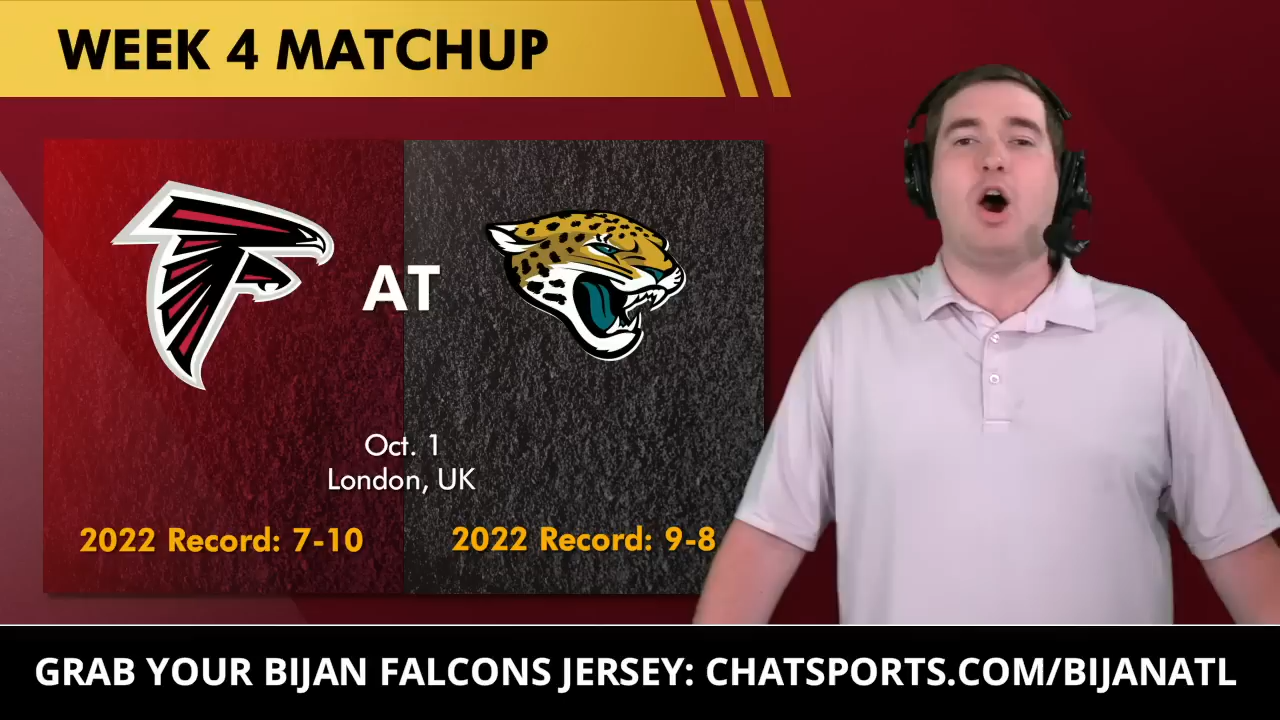 WEEK 4 MATCHUP
AT
Oct. 1
London, UK
2022 Record: 7-10
2022 Record: 9-8
GRAB YOUR BIJAN FALCONS JERSEY: CHATSPORTS.COM/BIJANATL